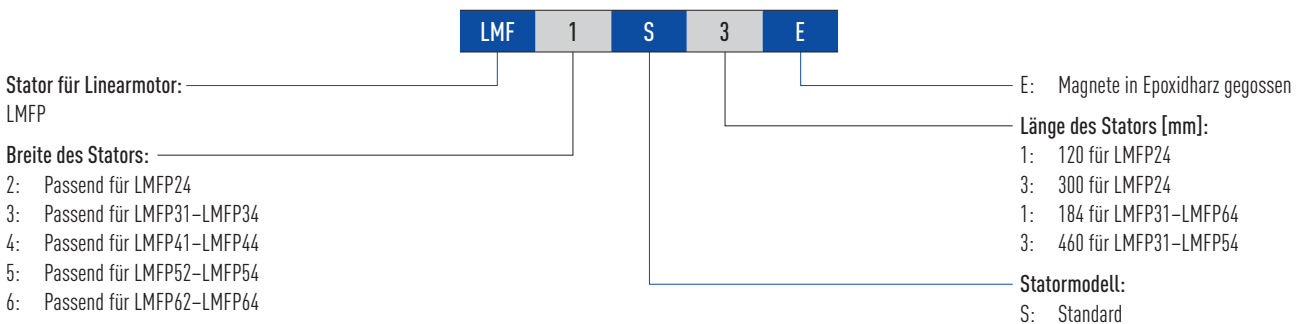 LMF 1 S 3 E
Stator für Linearmotor:
LMFP
Breite des Stators:
2: Passend für LMFP24
3: Passend für LMFP31–LMFP34
4: Passend für LMFP41–LMFP44
5: Passend für LMFP52–LMFP54
6: Passend für LMFP62–LMFP64
E: Magnete in Epoxidharz gegossen
Länge des Stators [mm]:
1: 120 für LMFP24
3: 300 für LMFP24
1: 184 für LMFP31–LMFP64
3: 460 für LMFP31–LMFP54
Statormodell:
S: Standard